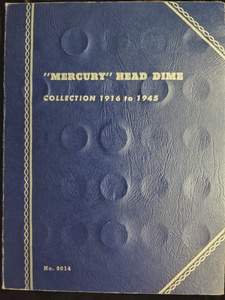 "MERCURY" HEAD DIME
COLLECTION 1916 to 1945
No. 9014